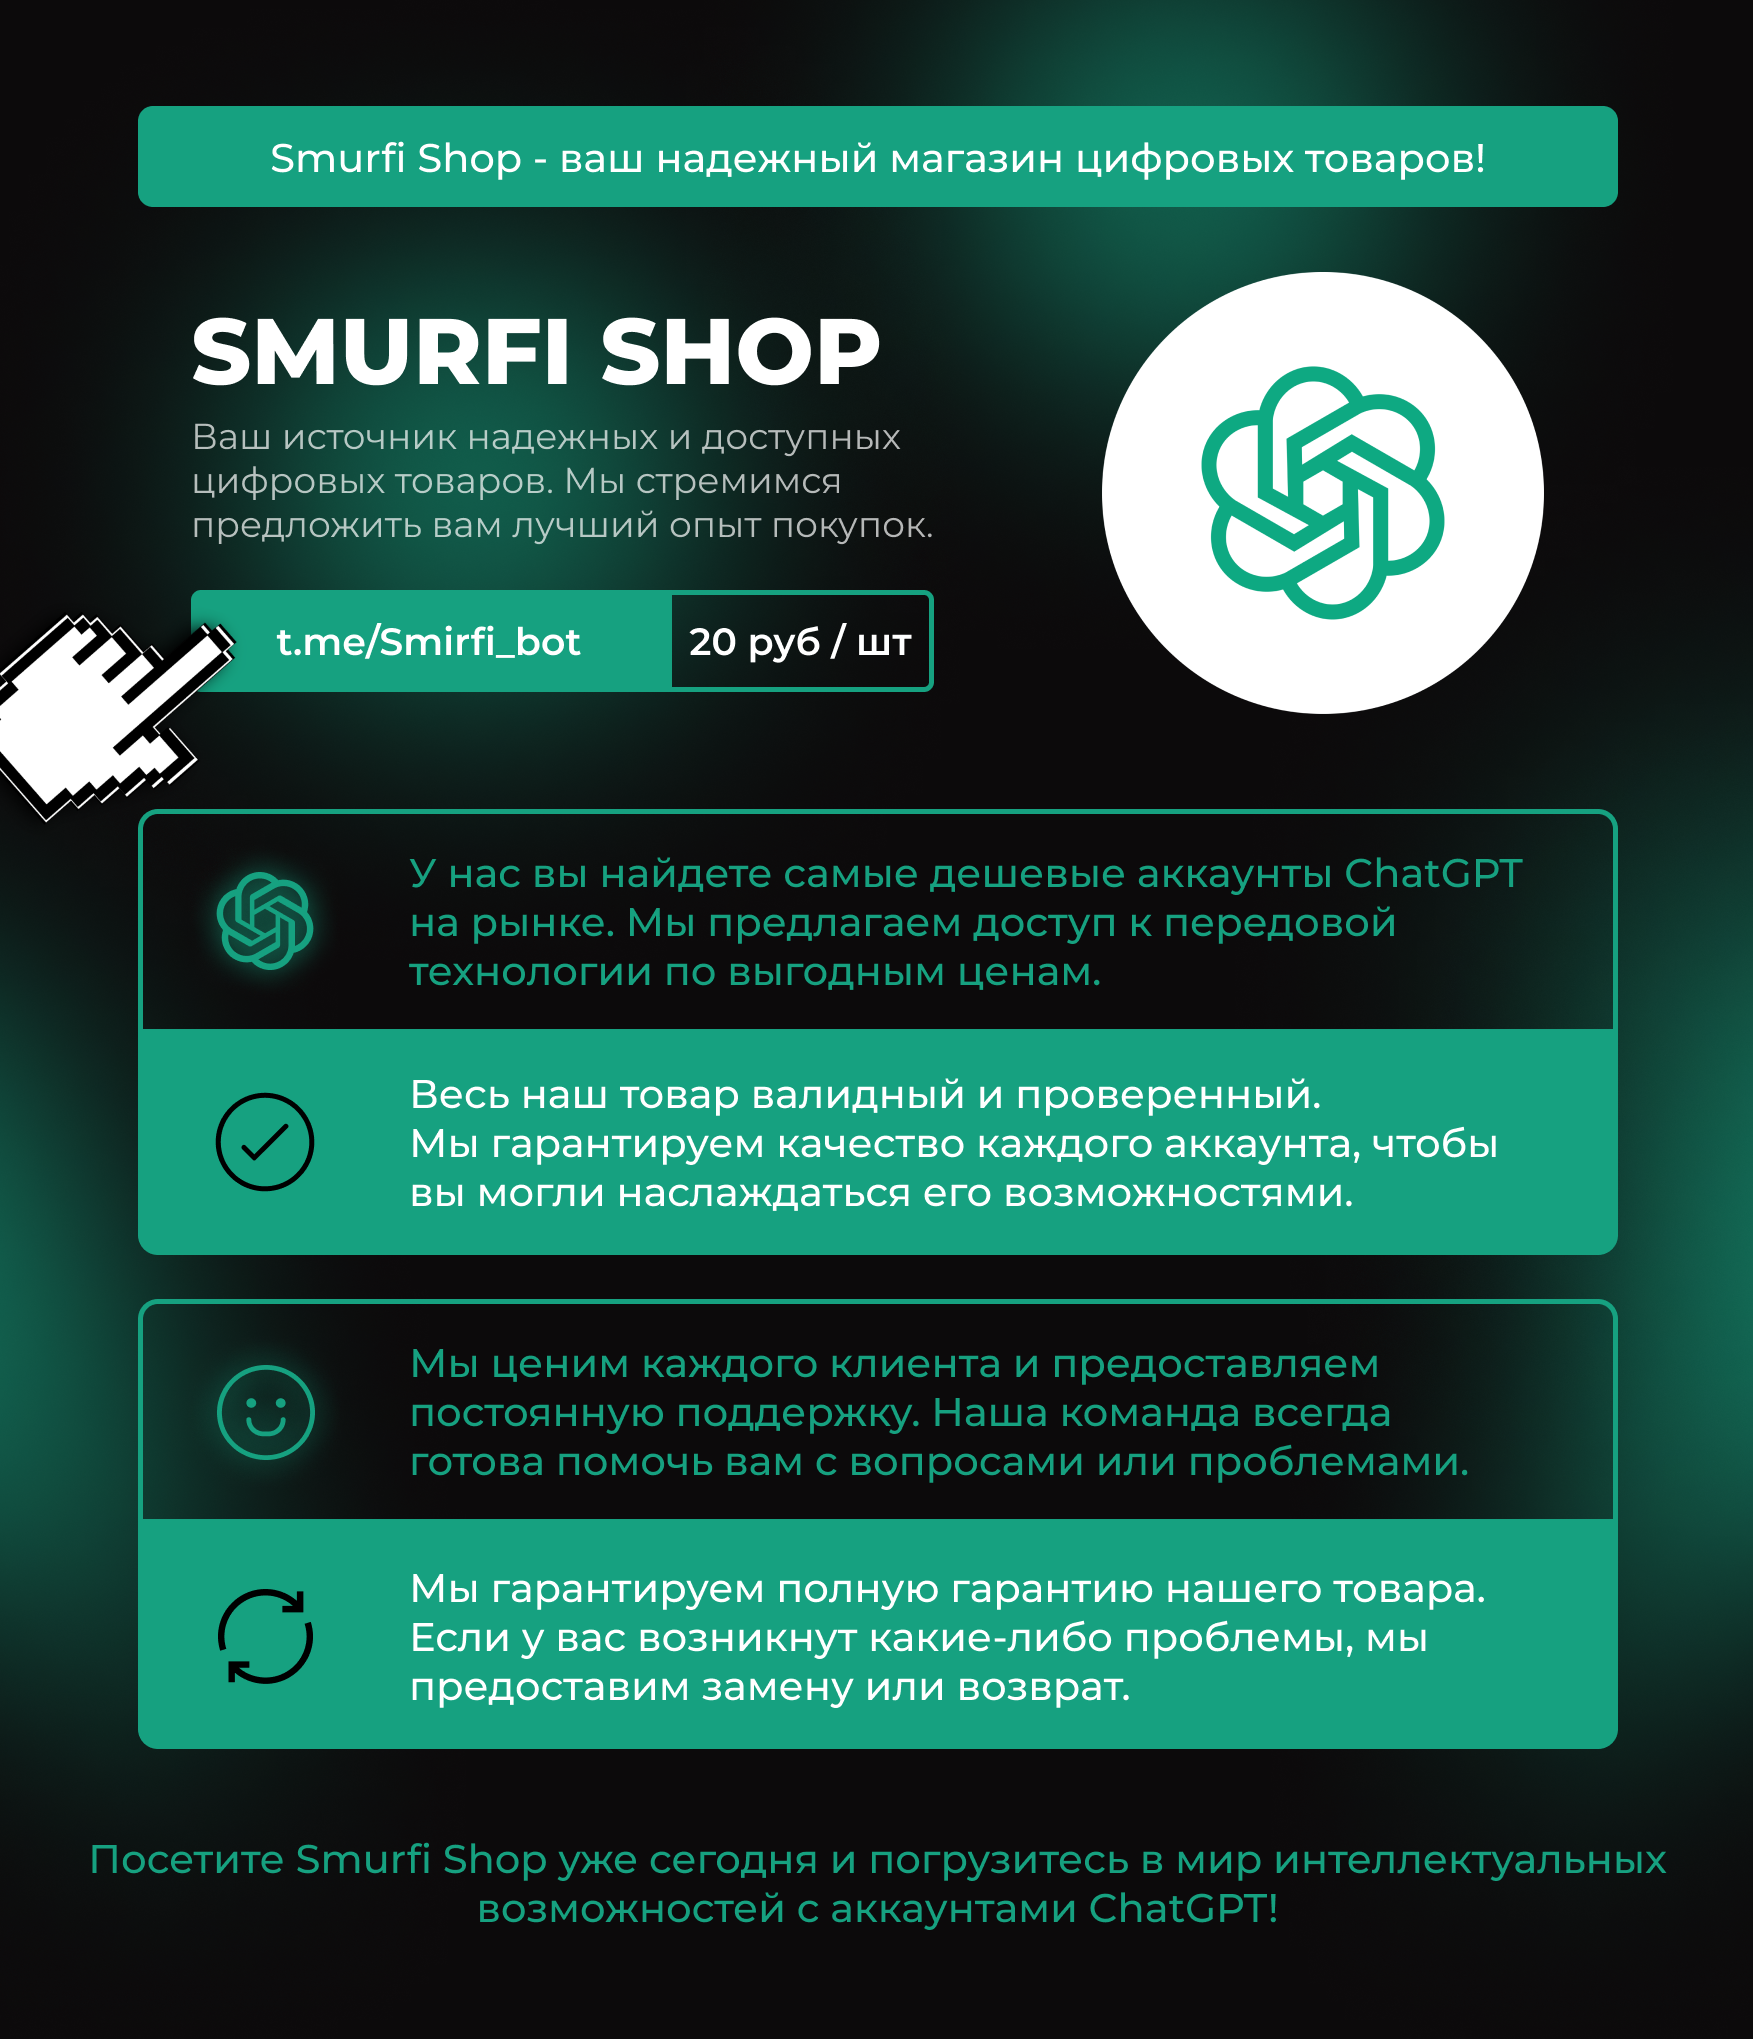 Smurfi Shop - ваш надежный магазин цифровых товаров!
SMURFI SHOP
Ваш источник надежных и доступных
цифровых товаров. Мы стремимся
предложить вам лучший опыт покупок.
t.me/Smirfi_bot
20 руб / шт
У нас вы найдете самые дешевые аккаунты ChatGPT
на рынке. Мы предлагаем доступ к передовой
технологии по выгодным ценам.
Весь наш товар валидный и проверенный.
Мы гарантируем качество каждого аккаунта, чтобы
вы могли наслаждаться его возможностями.
Мы ценим каждого клиента и предоставляем
постоянную поддержку. Наша команда всегда
готова помочь вам с вопросами или проблемами.
Мы гарантируем полную гарантию нашего товара.
Если у вас возникнут какие-либо проблемы, мы
предоставим замену или возврат.
Посетите Smurfi Shop уже сегодня и погрузитесь в мир интеллектуальных
возможностей с аккаунтами ChatGPT!